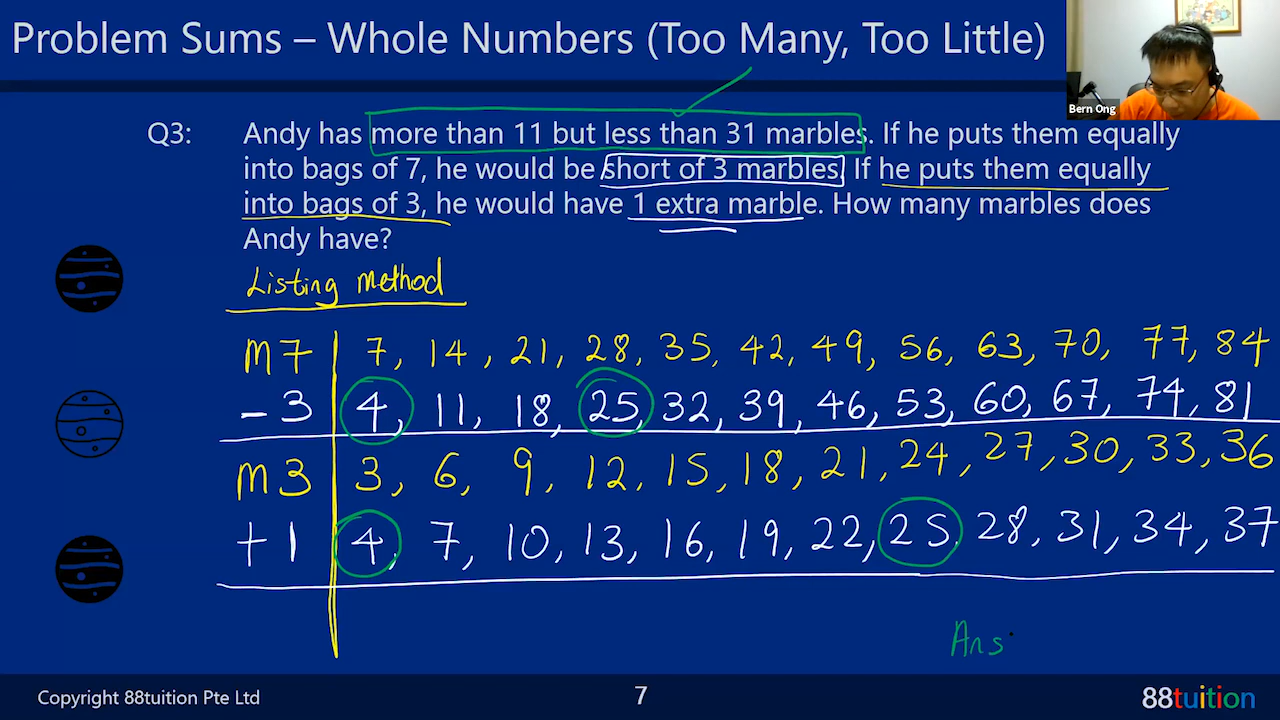 Problem Sums – Whole Numbers (Too Many, Too Little)
Bern Ong
Q3: Andy has more than 11 but less than 31 marbles. If he puts them equally
into bags of 7, he would be short of 3 marbles. If he puts them equally
into bags of 3, he would have 1 extra marble. How many marbles does
Andy have?
Listing method
m7 7, 14, 21, 28, 35, 42, 49, 56, 63, 70, 77, 84
-3 4, 11, 18, 25, 32, 39, 46, 53, 60, 67, 74, 81
m3 3, 6, 9, 12, 15, 18, 21, 24, 27, 30, 33, 36
+1 4, 7, 10, 13, 16, 19, 22, 25, 28, 31, 34, 37
Ans
Copyright 88tuition Pte Ltd
7
88tuition